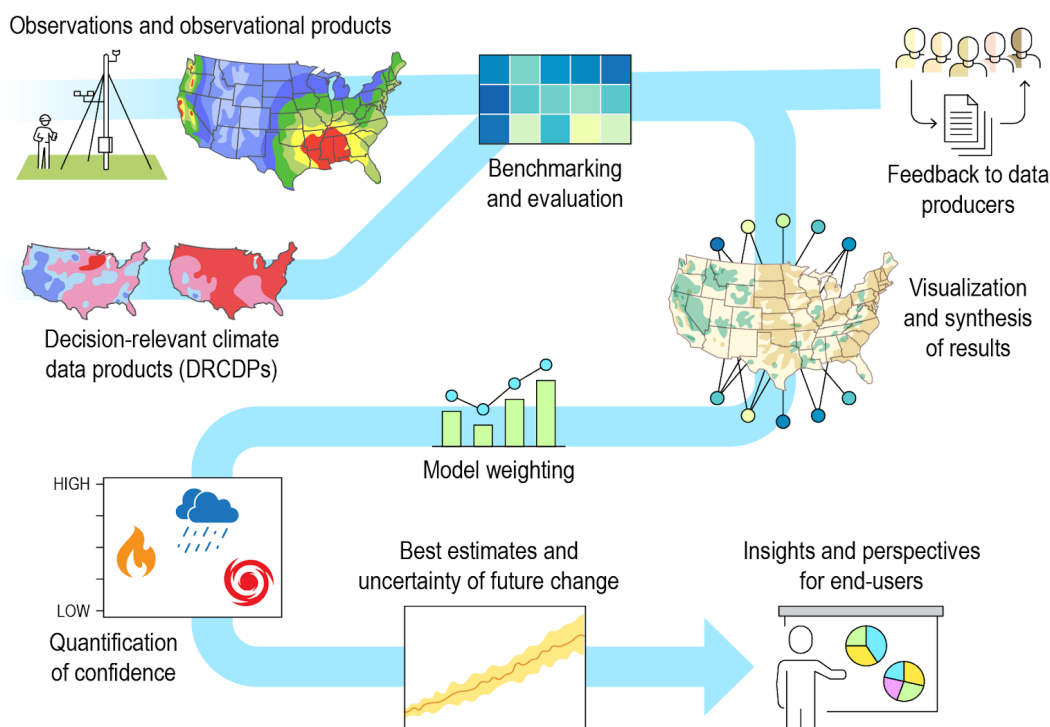 Observations and observational products
Benchmarking
and evaluation
Feedback to data
producers
Decision-relevant climate
data products (DRCDPs)
Visualization
and synthesis
of results
Model weighting
HIGH
LOW
Quantification
of confidence
Best estimates and
uncertainty of future change
Insights and perspectives
for end-users